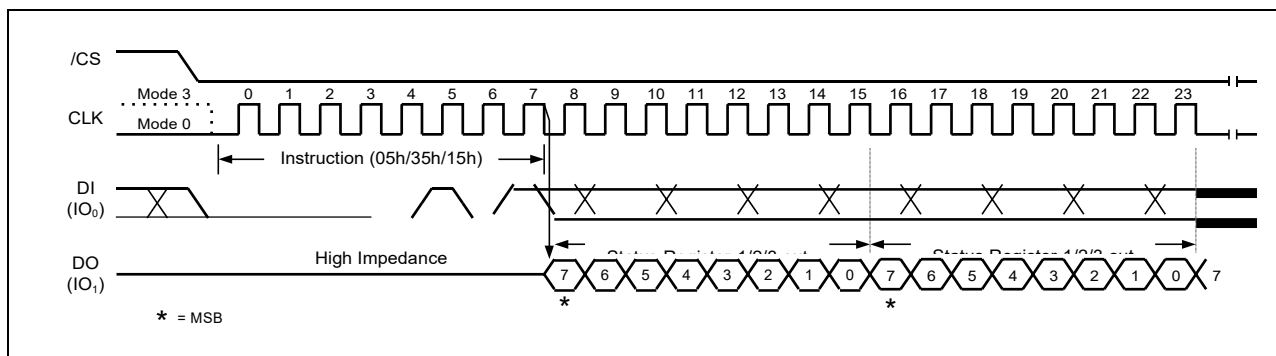 /CS
Mode 3
0 1 2 3 4 5 6 7 8 9 10 11 12 13 14 15 16 17 18 19 20 21 22 23
CLK
Mode 0
Instruction (05h/35h/15h)
DI
(IO₀)
High Impedance
DO
(IO₁)
7 6 5 4 3 2 1 0 7 6 5 4 3 2 1 0 7
* *
* = MSB